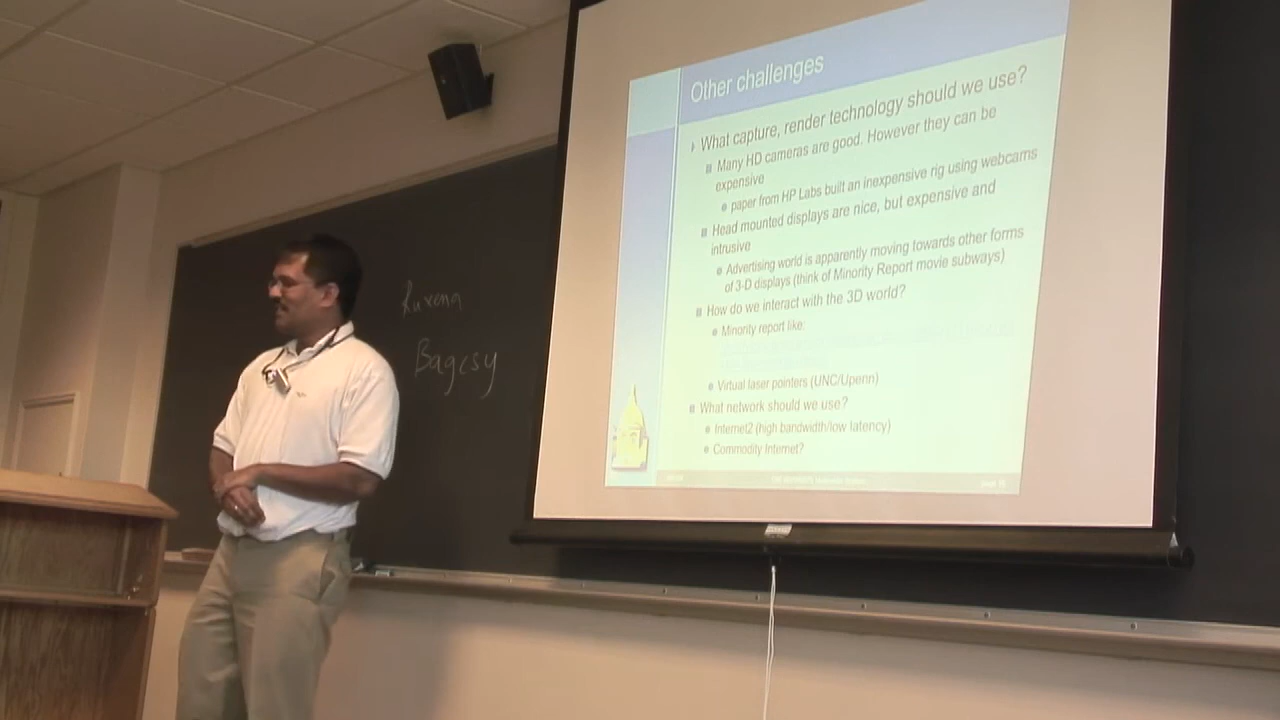 Other challenges
What capture, render technology should we use?
Many HD cameras are good. However they can be
expensive
paper from HP Labs built an inexpensive rig using webcams
Head mounted displays are nice, but expensive and
intrusive
Advertising world is apparently moving towards other forms
of 3-D displays (think of Minority Report movie subways)
How do we interact with the 3D world?
Minority report like:
Virtual laser pointers (UNC/Upenn)
What network should we use?
Internet2 (high bandwidth/low latency)
Commodity Internet?
Ruxena
Bagcsy